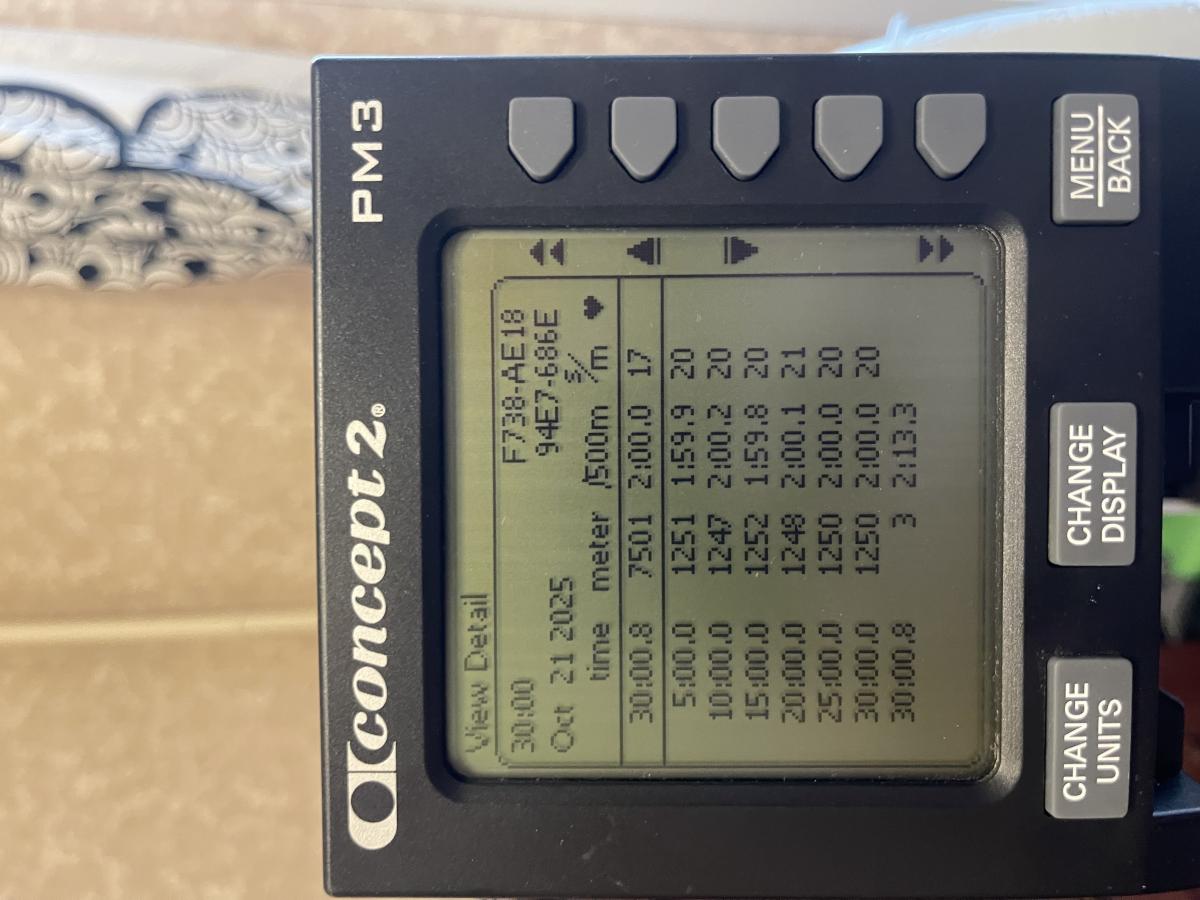 concept 2® PM3
View Detail
30:00 F738-AE18
Oct 21 2025 94E7-686E
time meter /500m s/m ♥
30:00.8 7501 2:00.0 17
5:00.0 1251 1:59.9 20
10:00.0 1247 2:00.2 20
15:00.0 1252 1:59.8 20
20:00.0 1248 2:00.1 21
25:00.0 1250 2:00.0 20
30:00.0 1250 2:00.0 20
30:00.8 3 2:13.3
CHANGE UNITS
CHANGE DISPLAY
MENU BACK